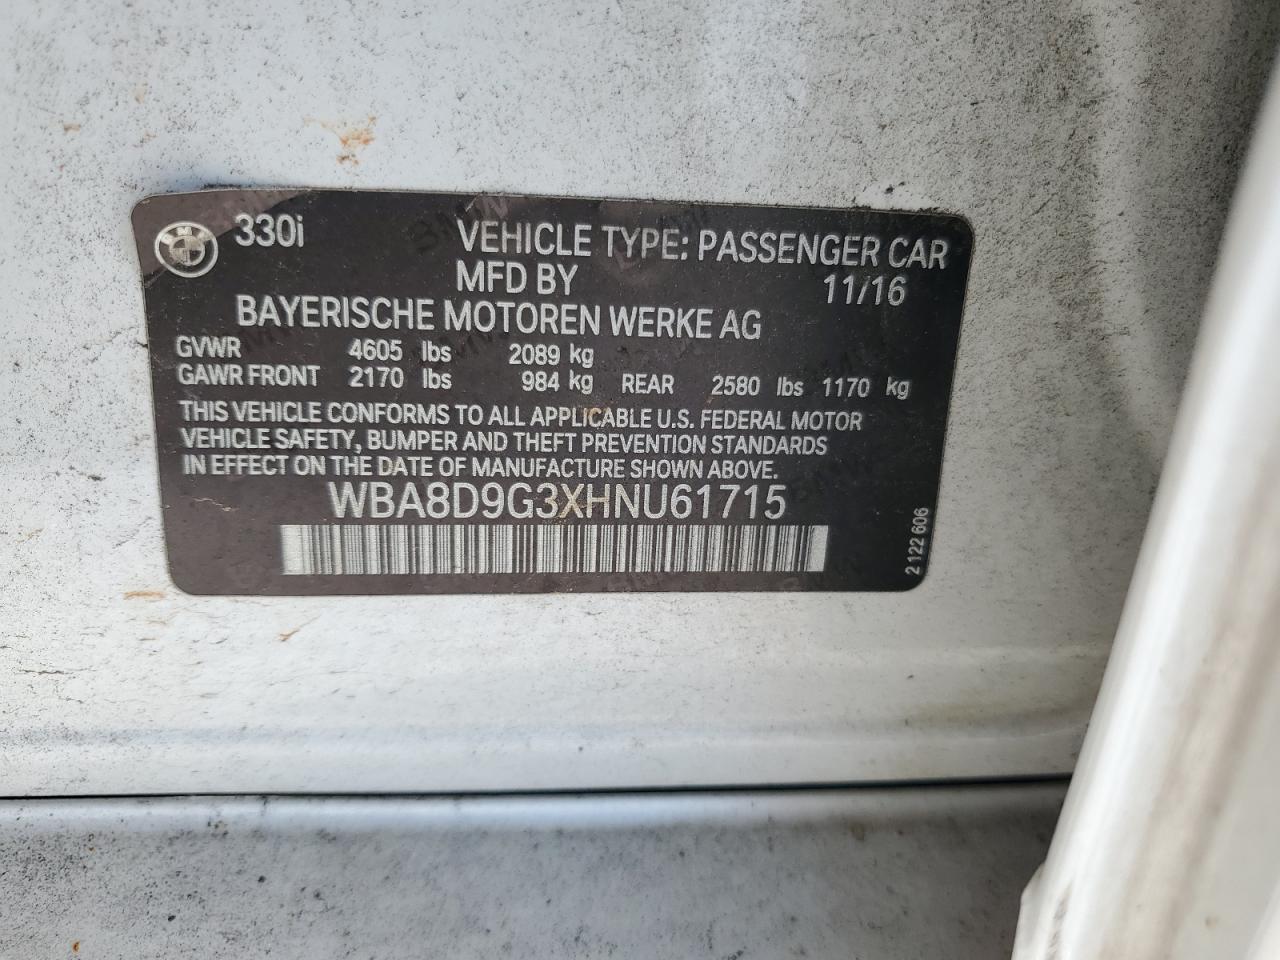 330i
VEHICLE TYPE: PASSENGER CAR
MFD BY 11/16
BAYERISCHE MOTOREN WERKE AG
GVWR 4605 lbs 2089 kg
GAWR FRONT 2170 lbs 984 kg REAR 2580 lbs 1170 kg
THIS VEHICLE CONFORMS TO ALL APPLICABLE U.S. FEDERAL MOTOR
VEHICLE SAFETY, BUMPER AND THEFT PREVENTION STANDARDS
IN EFFECT ON THE DATE OF MANUFACTURE SHOWN ABOVE.
WBA8D9G3XHNU61715
2 122 606